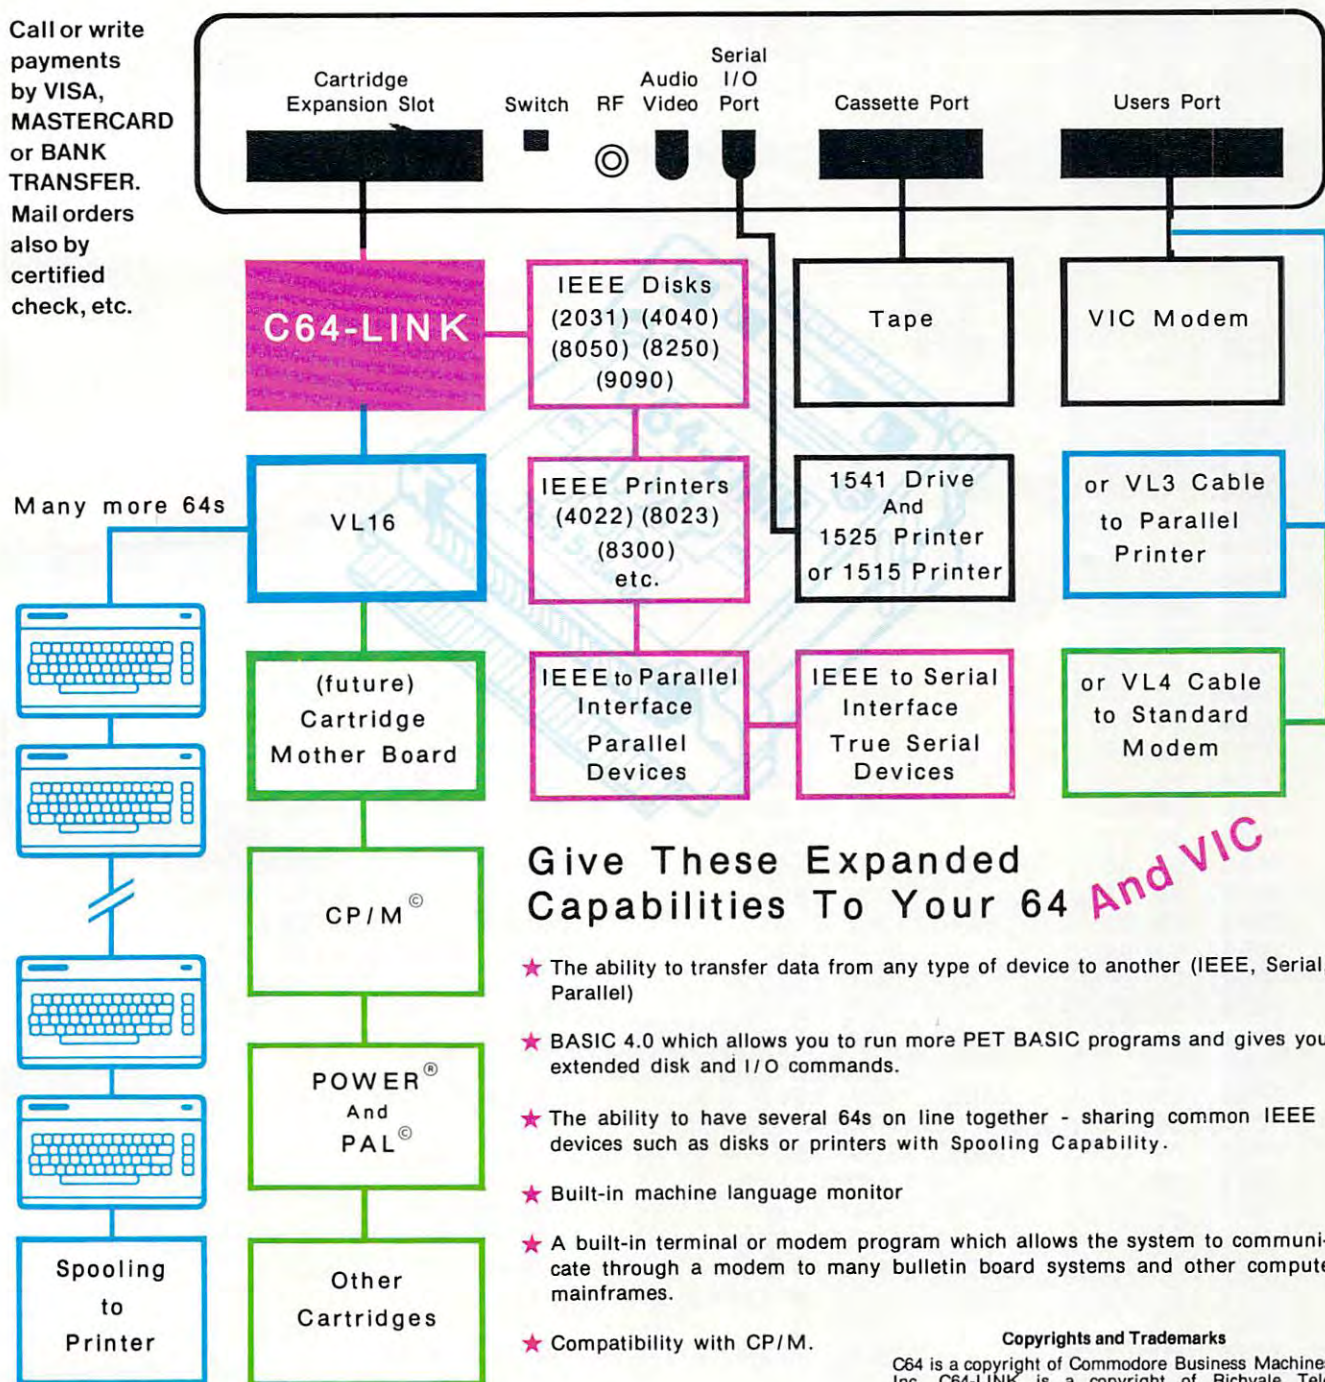 Call or write
payments
by VISA,
MASTERCARD
or BANK
TRANSFER.
Mail orders
also by
certified
check, etc.
Cartridge
Expansion Slot
Switch
RF
Audio
Video
Serial
I/O
Port
Cassette Port
Users Port
C64-LINK
IEEE Disks
(2031) (4040)
(8050) (8250)
(9090)
Tape
VIC Modem
Many more 64s
VL16
IEEE Printers
(4022) (8023)
(8300)
etc.
1541 Drive
And
1525 Printer
or 1515 Printer
or VL3 Cable
to Parallel
Printer
(future)
Cartridge
Mother Board
IEEE to Parallel
Interface
Parallel
Devices
IEEE to Serial
Interface
True Serial
Devices
or VL4 Cable
to Standard
Modem
CP/M©
POWER®
And
PAL©
Other
Cartridges
Spooling
to
Printer
Give These Expanded
Capabilities To Your 64 And VIC
★ The ability to transfer data from any type of device to another (IEEE, Serial,
Parallel)
★ BASIC 4.0 which allows you to run more PET BASIC programs and gives you
extended disk and I/O commands.
★ The ability to have several 64s on line together - sharing common IEEE
devices such as disks or printers with Spooling Capability.
★ Built-in machine language monitor
★ A built-in terminal or modem program which allows the system to communi-
cate through a modem to many bulletin board systems and other compute
mainframes.
★ Compatibility with CP/M.
Copyrights and Trademarks
C64 is a copyright of Commodore Business Machines
Inc. C64-LINK is a copyright of Richvale Tele